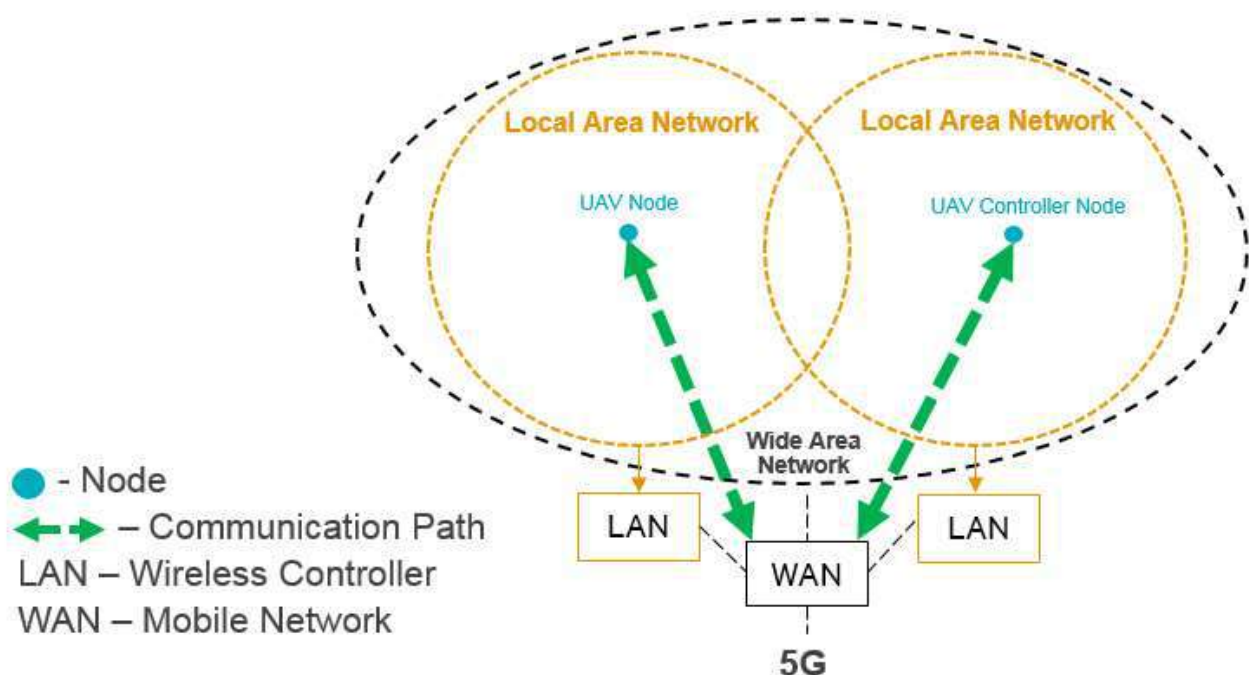 Local Area Network
Local Area Network
UAV Node
UAV Controller Node
Wide Area
Network
- Node
– Communication Path
LAN – Wireless Controller
WAN – Mobile Network
LAN
WAN
LAN
5G